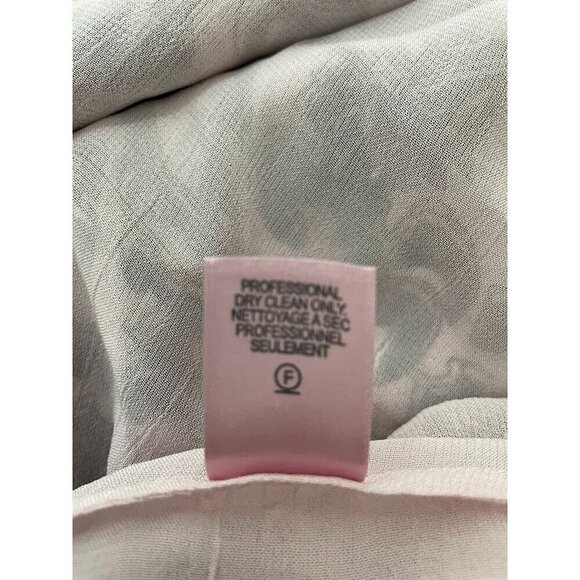 PROFESSIONAL
DRY CLEAN ONLY.
NETTOYAGE A SEC
PROFESSIONNEL
SEULEMENT
F